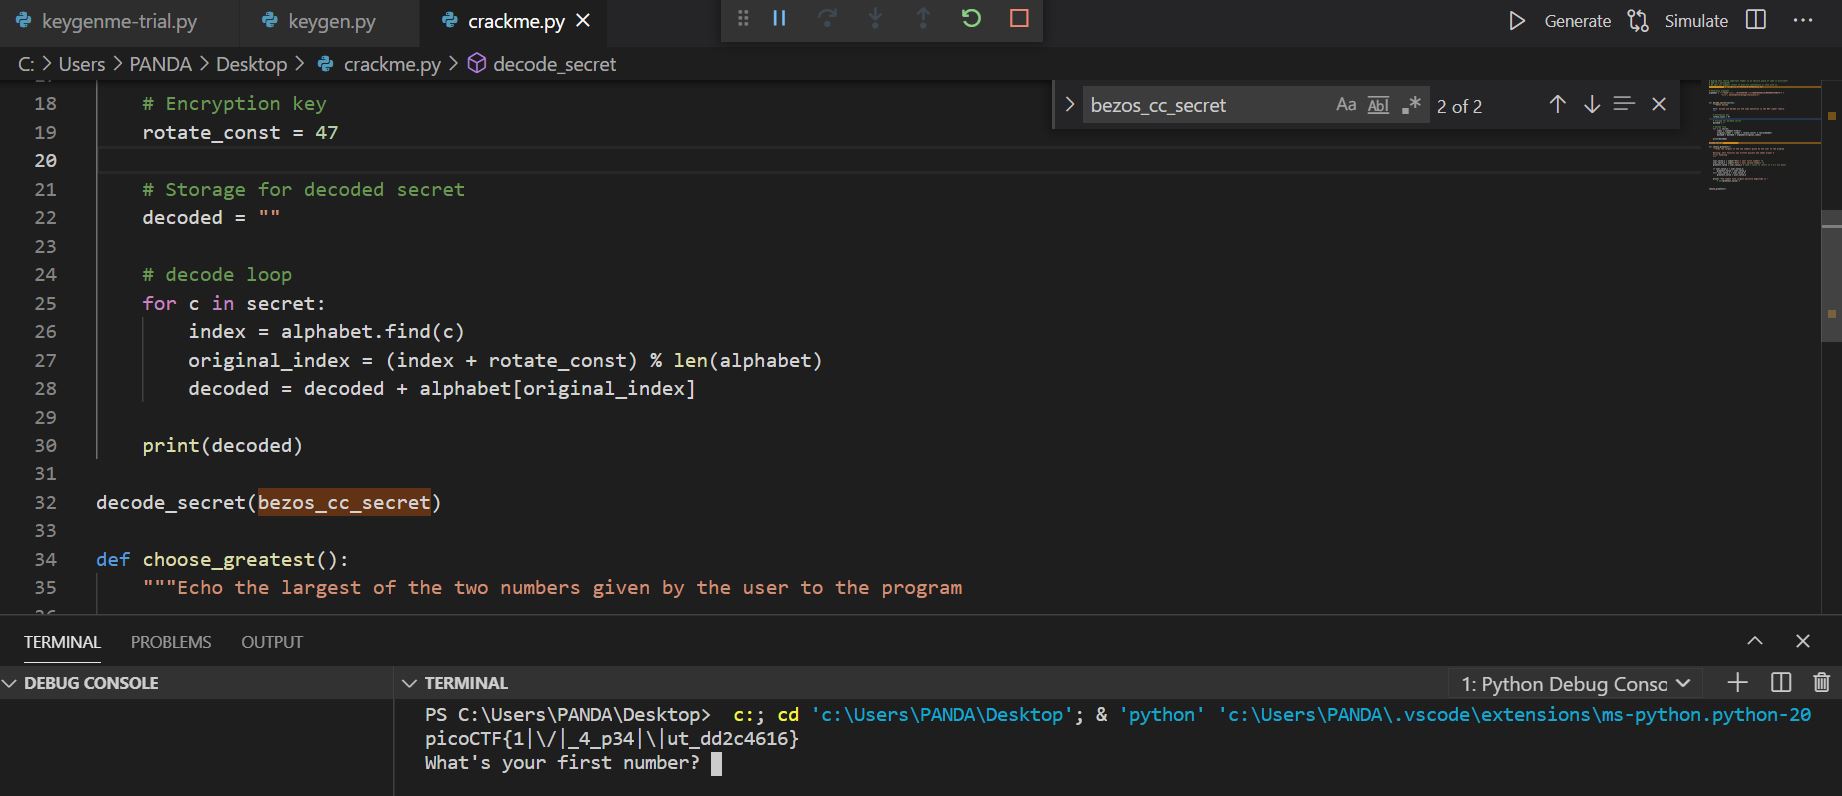 keygenme-trial.py keygen.py crackme.py Generate Simulate
C: > Users > PANDA > Desktop > crackme.py > decode_secret
bezos_cc_secret Aa Abl .* 2 of 2
18 # Encryption key
19 rotate_const = 47
20
21 # Storage for decoded secret
22 decoded = ""
23
24 # decode loop
25 for c in secret:
26 index = alphabet.find(c)
27 original_index = (index + rotate_const) % len(alphabet)
28 decoded = decoded + alphabet[original_index]
29
30 print(decoded)
31
32 decode_secret(bezos_cc_secret)
33
34 def choose_greatest():
35 """Echo the largest of the two numbers given by the user to the program
TERMINAL PROBLEMS OUTPUT
DEBUG CONSOLE TERMINAL 1: Python Debug Consc
PS C:\Users\PANDA\Desktop> c:; cd 'c:\Users\PANDA\Desktop'; & 'python' 'c:\Users\PANDA\.vscode\extensions\ms-python.python-20
picoCTF{1|\/|_4_p34|\|ut_dd2c4616}
What's your first number?